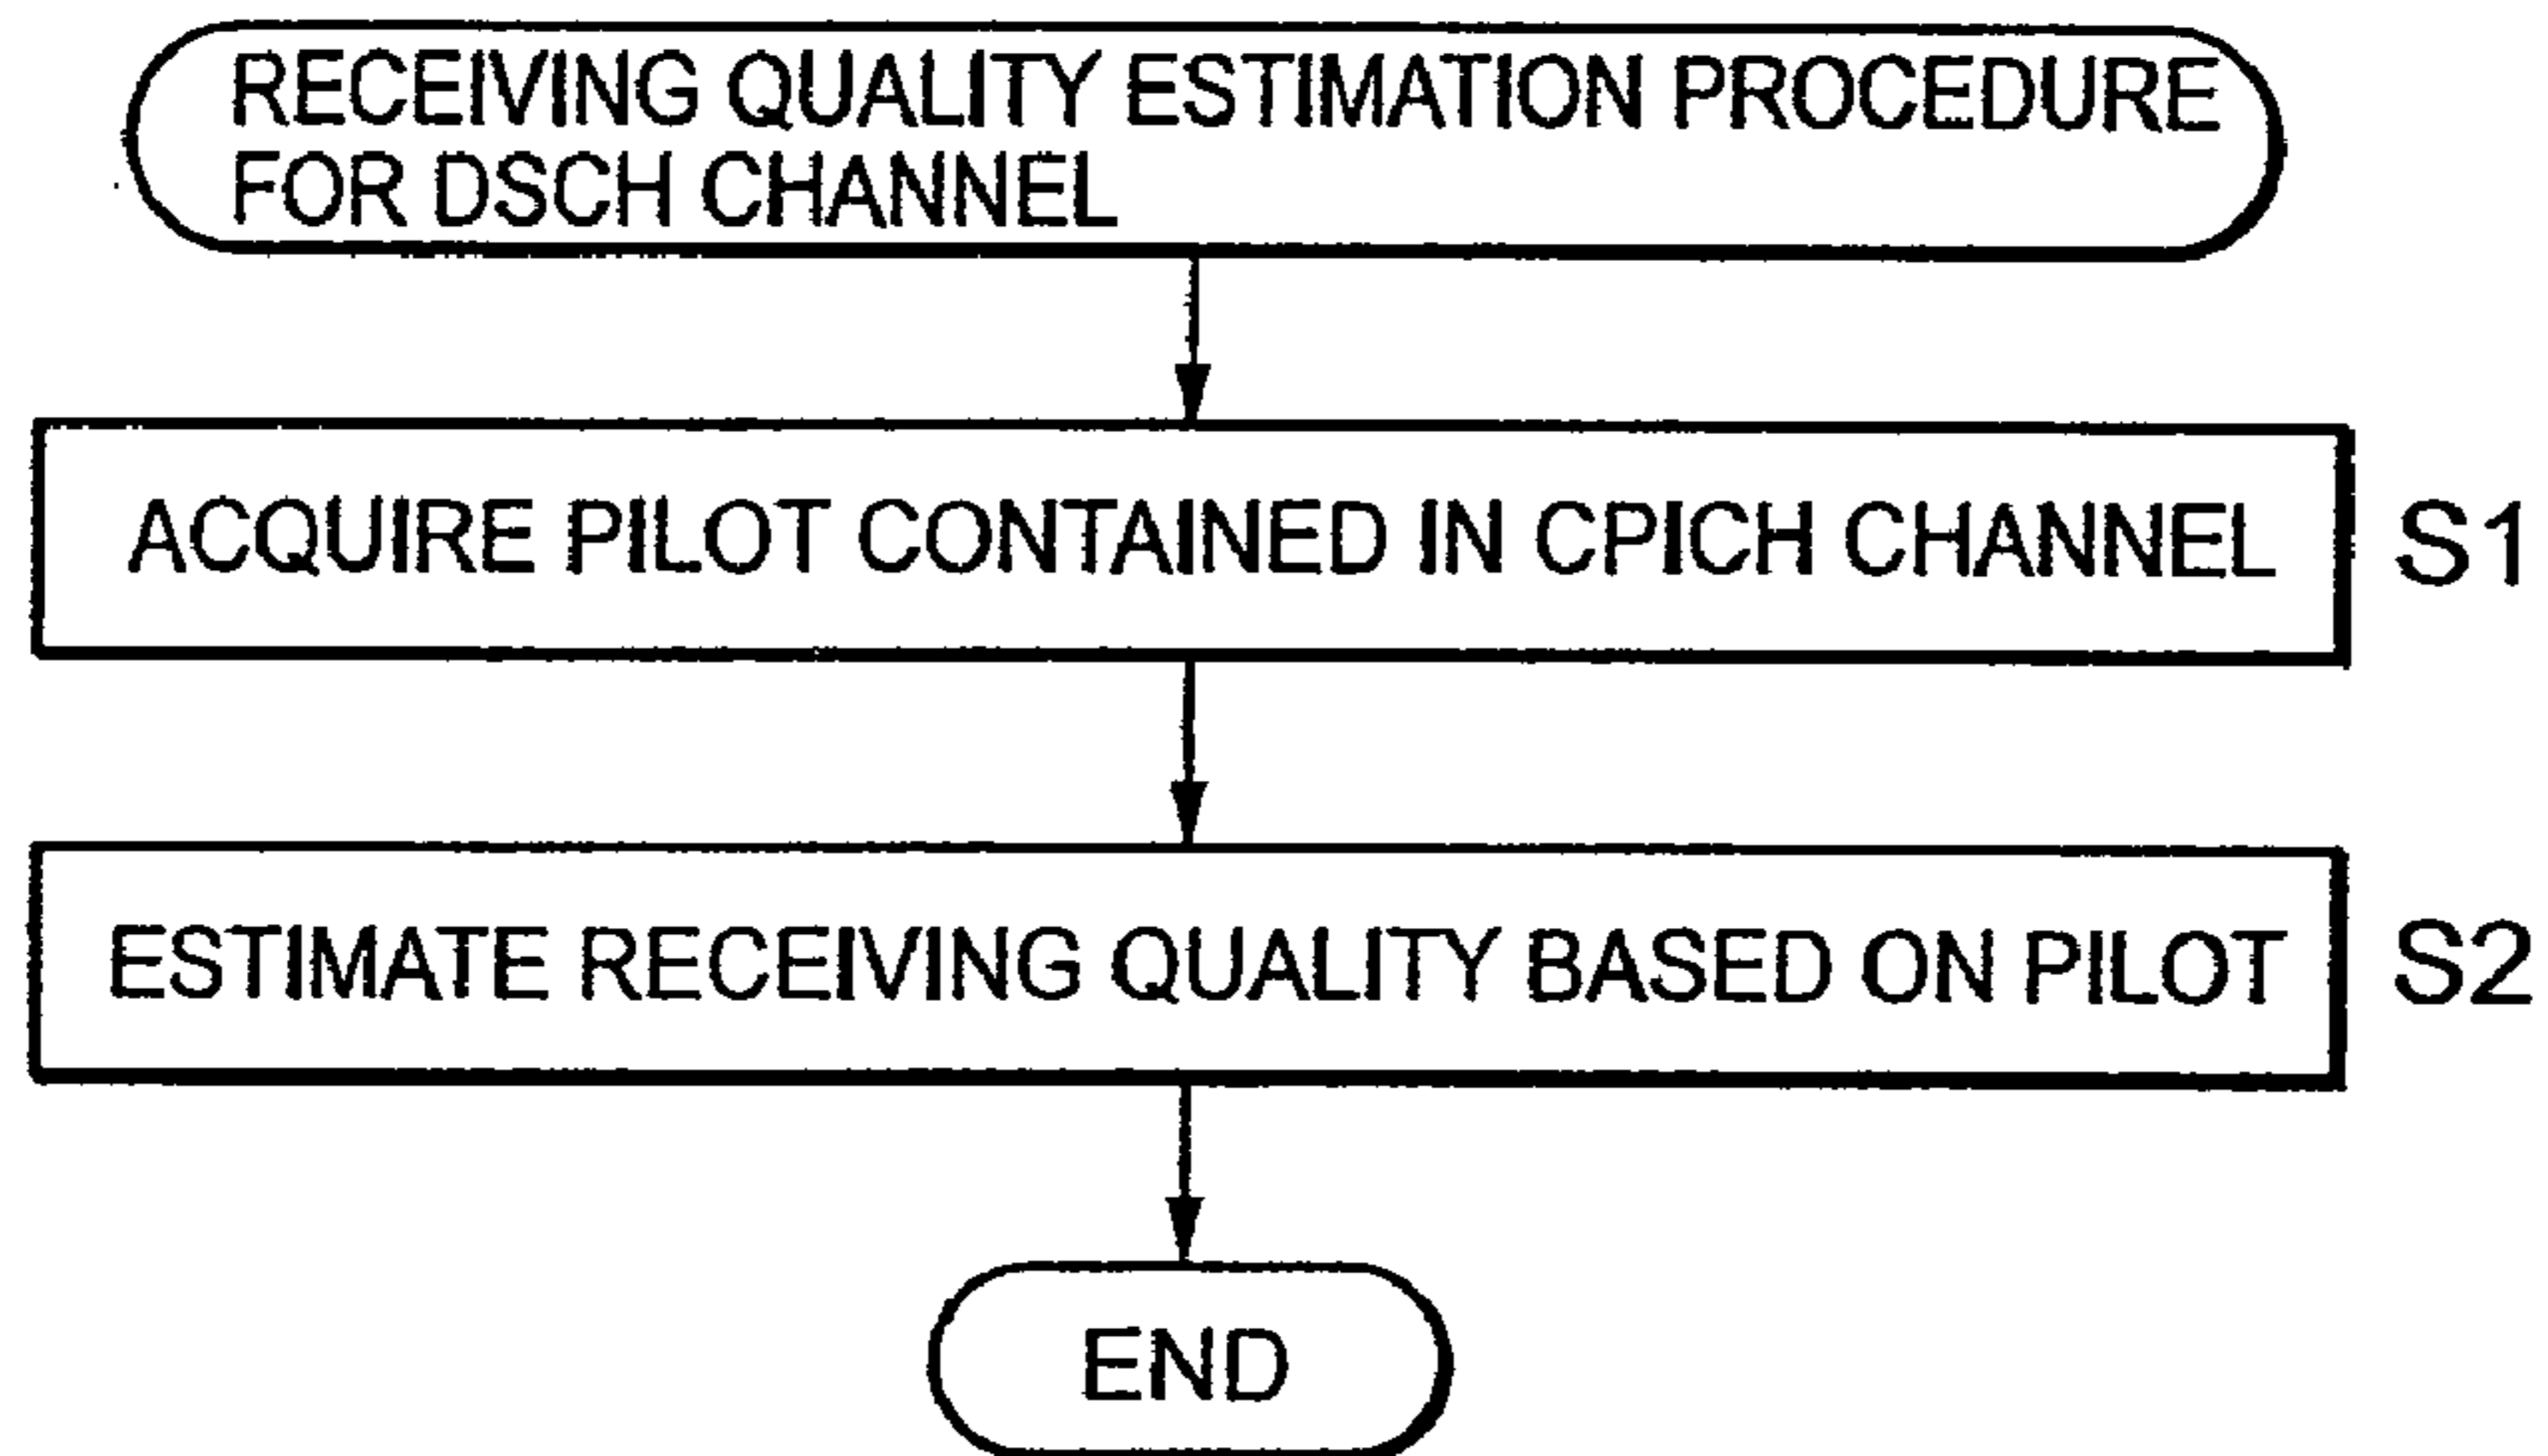 RECEIVING QUALITY ESTIMATION PROCEDURE
FOR DSCH CHANNEL
ACQUIRE PILOT CONTAINED IN CPICH CHANNEL
S1
ESTIMATE RECEIVING QUALITY BASED ON PILOT
S2
END